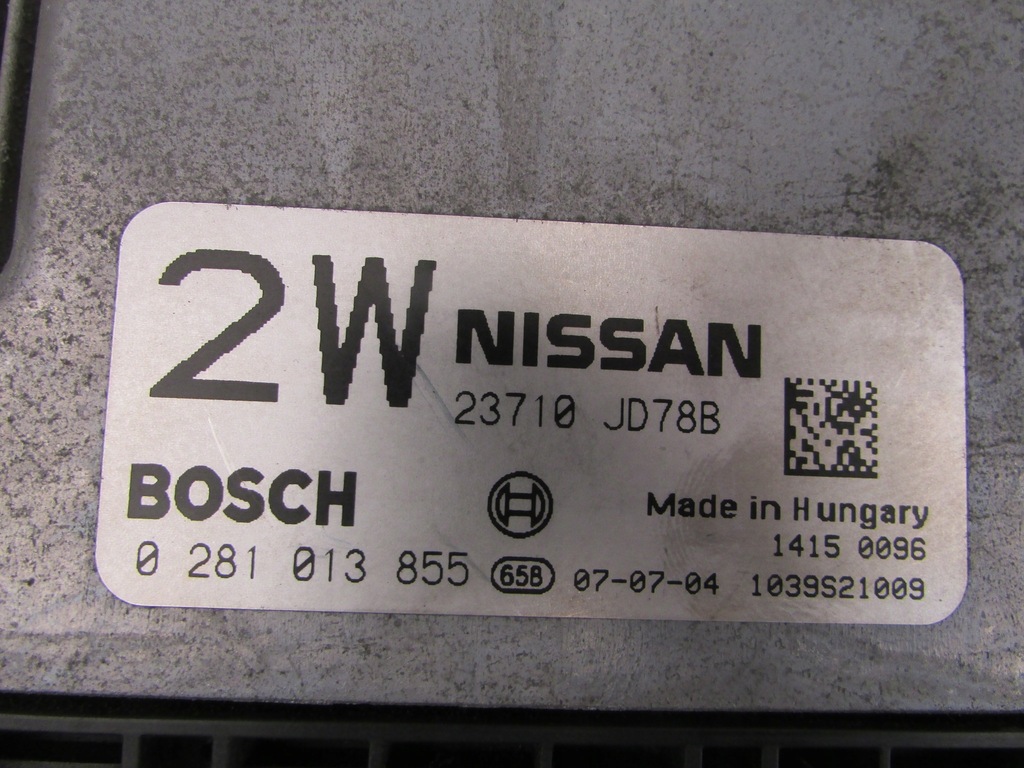 2W NISSAN
23710 JD78B
BOSCH
Made in Hungary
1415 0096
0 281 013 855 65B 07-07-04 1039S21009